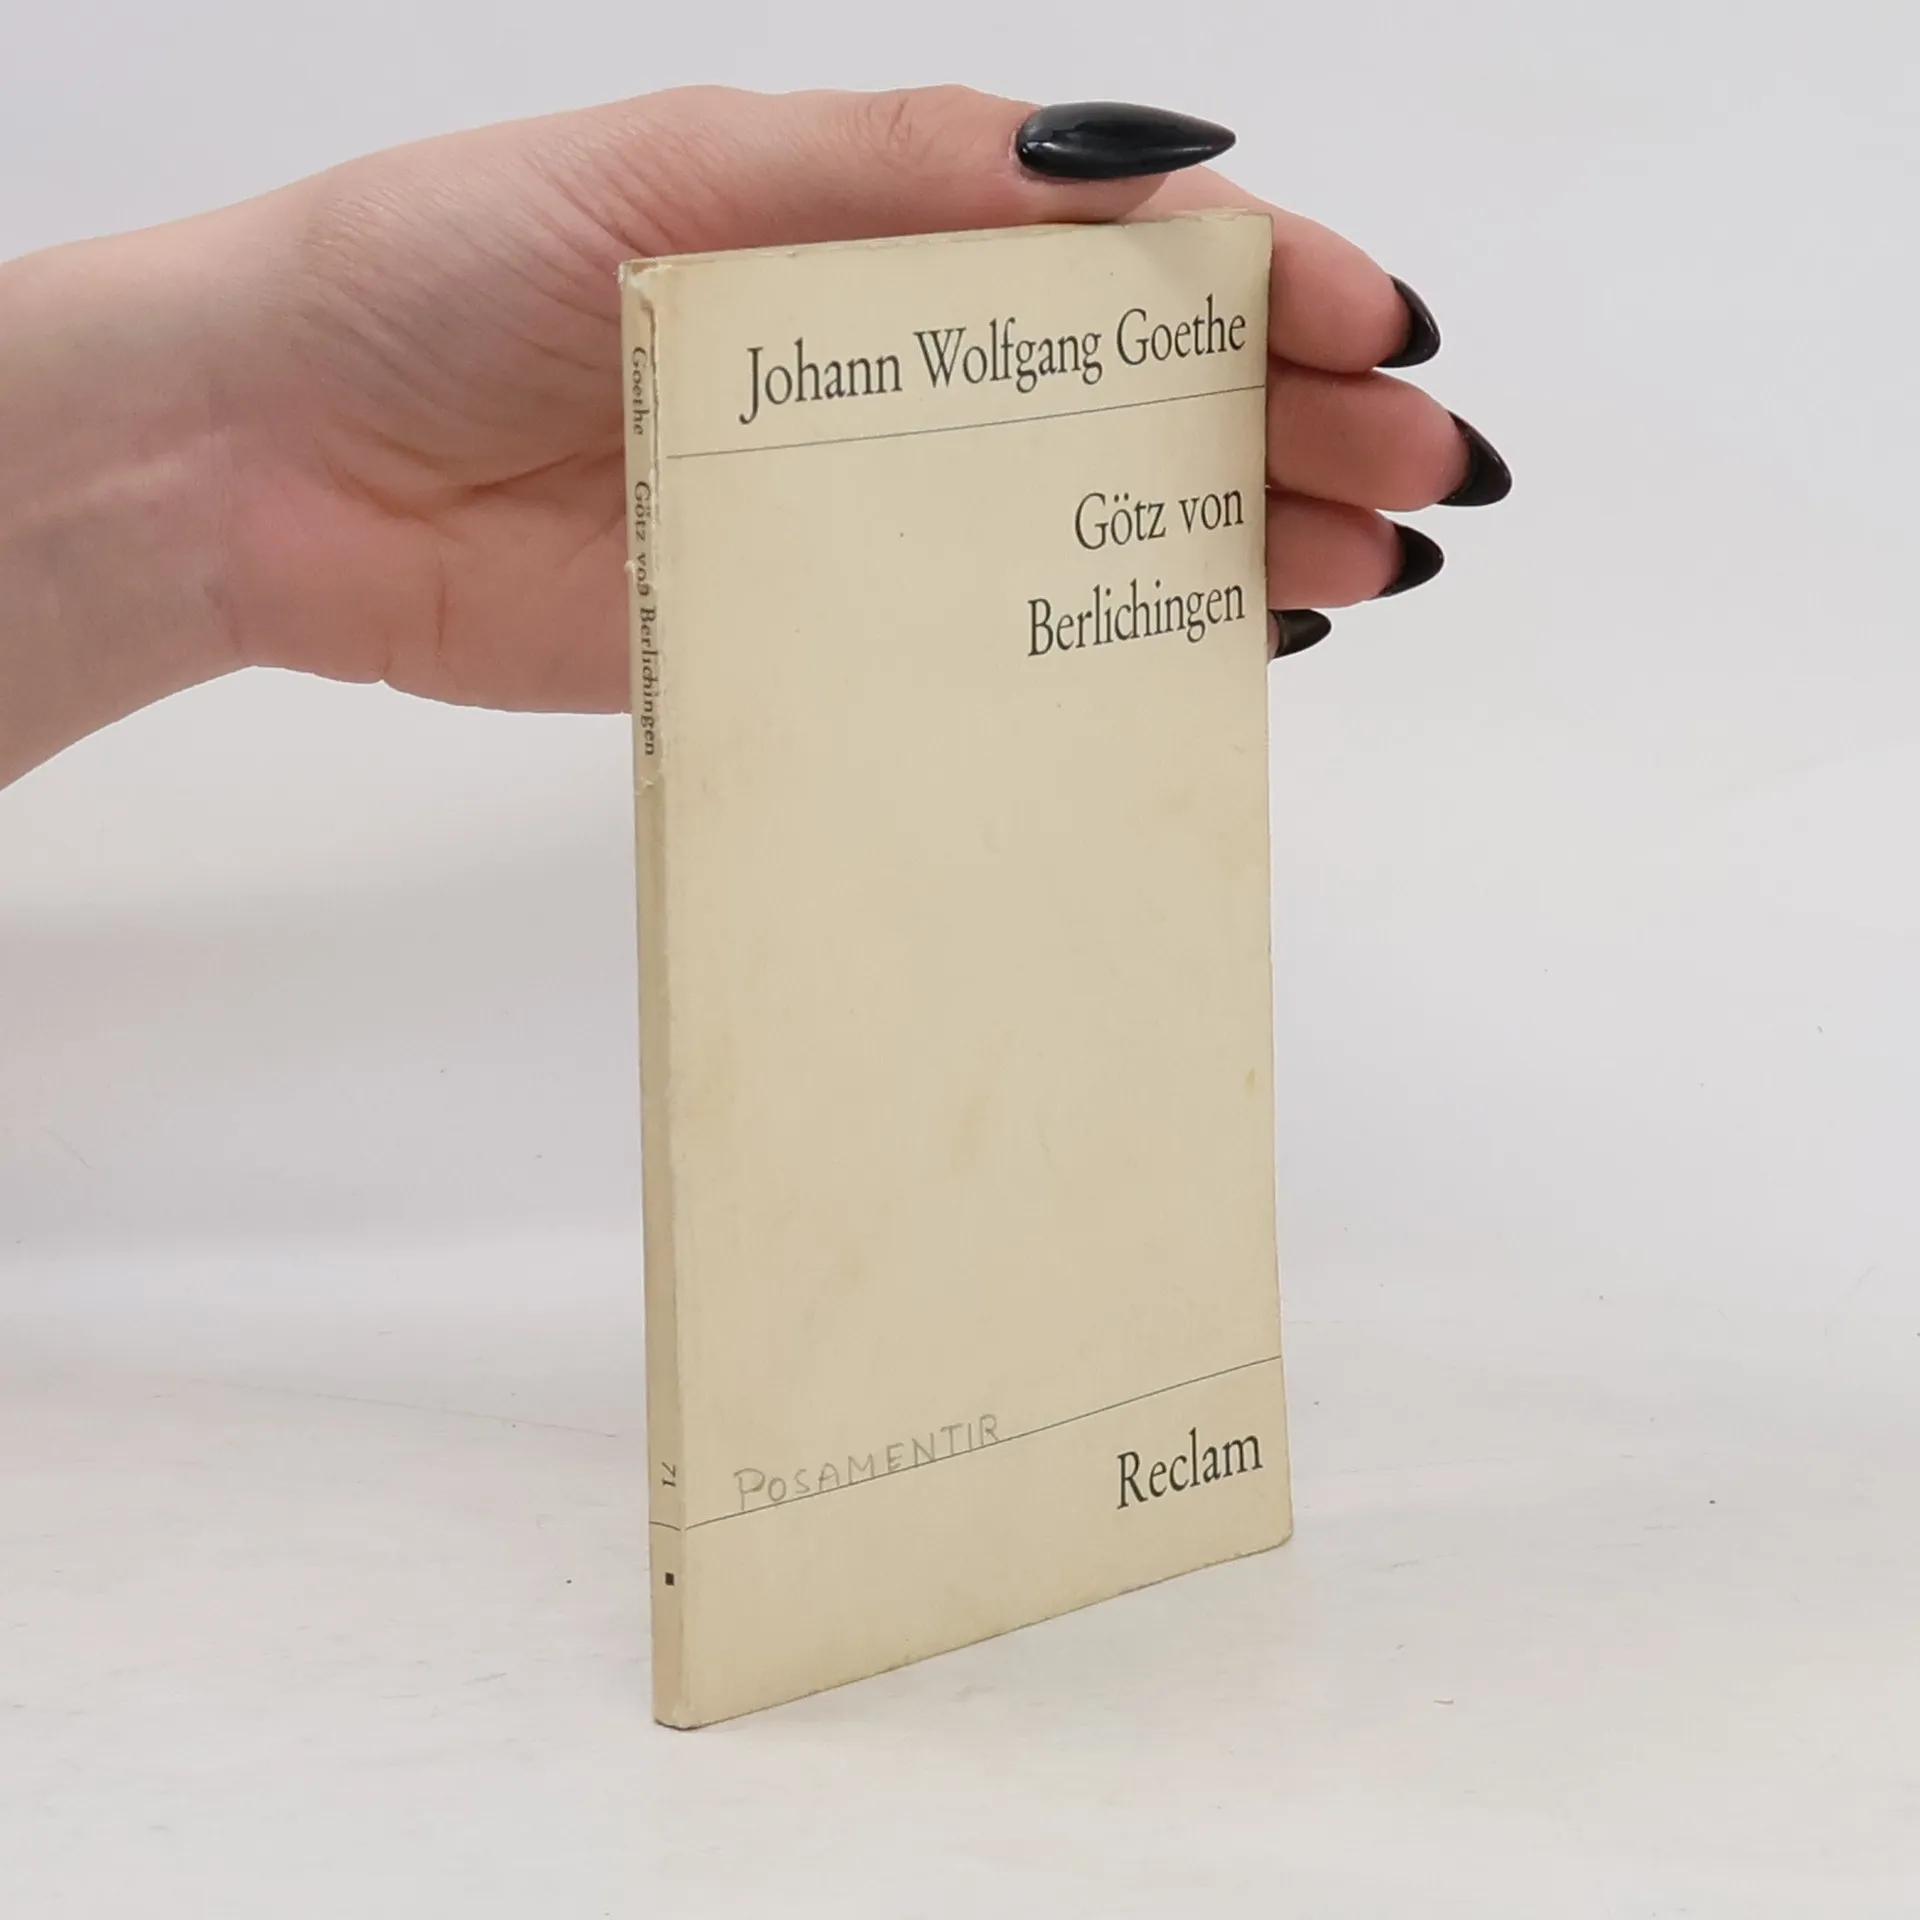 Johann Wolfgang Goethe
Götz von
Berlichingen
POSAMENTIR
Reclam
Goethe Götz von Berlichingen
71